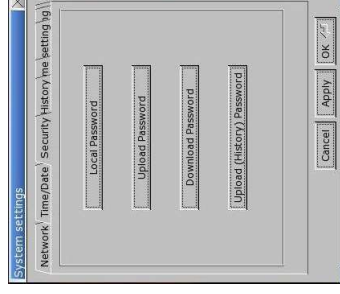 System settings
Network Time/Date Security History me setting ng
Local Password
Upload Password
Download Password
Upload (History) Password
Cancel Apply OK